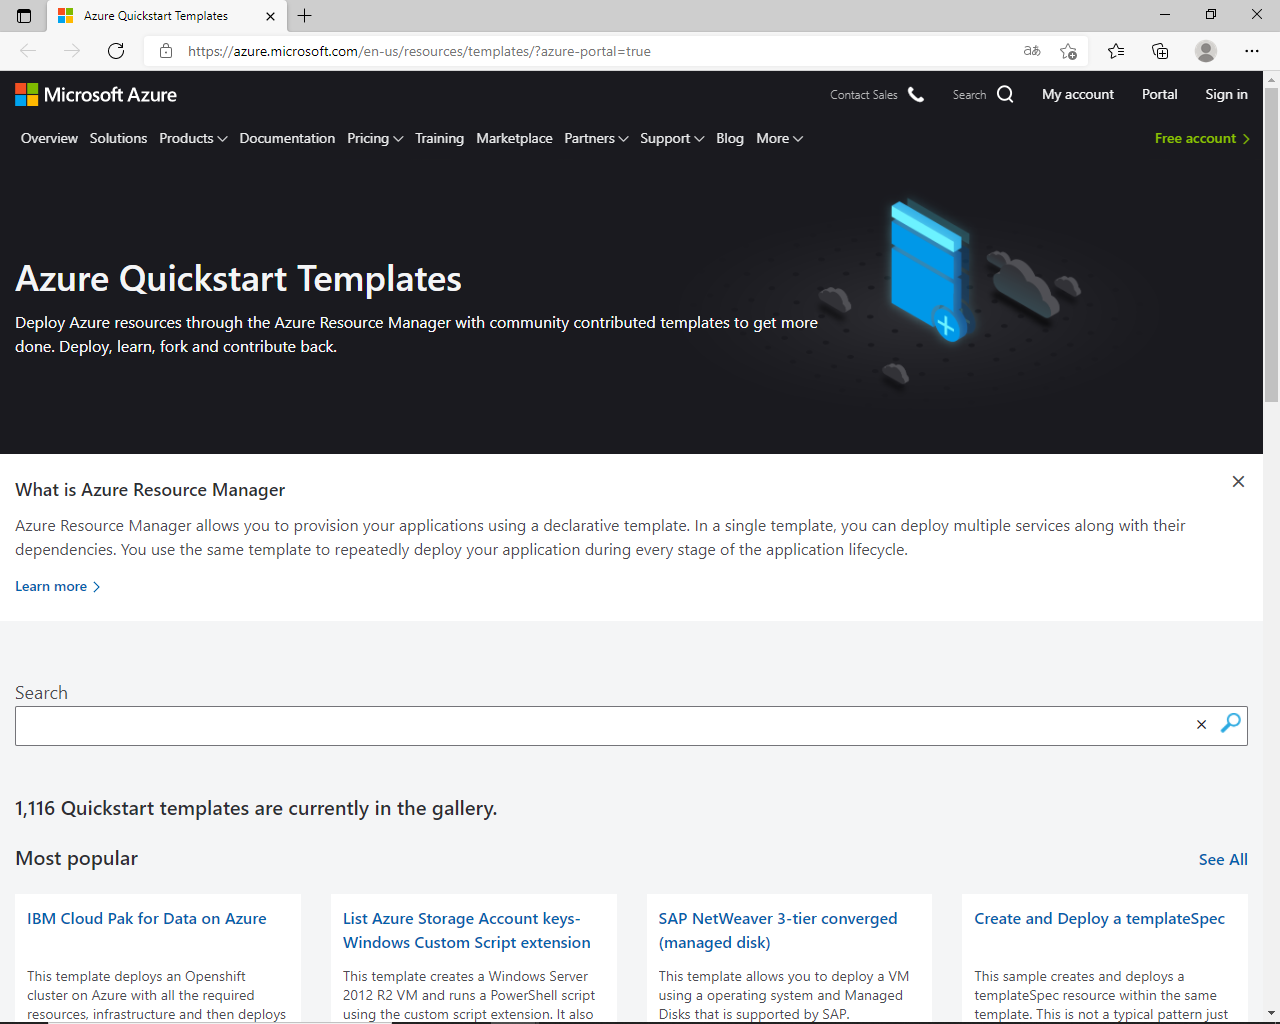 Azure Quickstart Templates
https://azure.microsoft.com/en-us/resources/templates/?azure-portal=true
Microsoft Azure
Contact Sales
Search
My account
Portal
Sign in
Overview
Solutions
Products
Documentation
Pricing
Training
Marketplace
Partners
Support
Blog
More
Free account
Azure Quickstart Templates
Deploy Azure resources through the Azure Resource Manager with community contributed templates to get more
done. Deploy, learn, fork and contribute back.
What is Azure Resource Manager
Azure Resource Manager allows you to provision your applications using a declarative template. In a single template, you can deploy multiple services along with their
dependencies. You use the same template to repeatedly deploy your application during every stage of the application lifecycle.
Learn more
Search
1,116 Quickstart templates are currently in the gallery.
Most popular
See All
IBM Cloud Pak for Data on Azure
This template deploys an Openshift
cluster on Azure with all the required
resources, infrastructure and then deploys
List Azure Storage Account keys-
Windows Custom Script extension
This template creates a Windows Server
2012 R2 VM and runs a PowerShell script
using the custom script extension. It also
SAP NetWeaver 3-tier converged
(managed disk)
This template allows you to deploy a VM
using a operating system and Managed
Disks that is supported by SAP.
Create and Deploy a templateSpec
This sample creates and deploys a
templateSpec resource within the same
template. This is not a typical pattern just